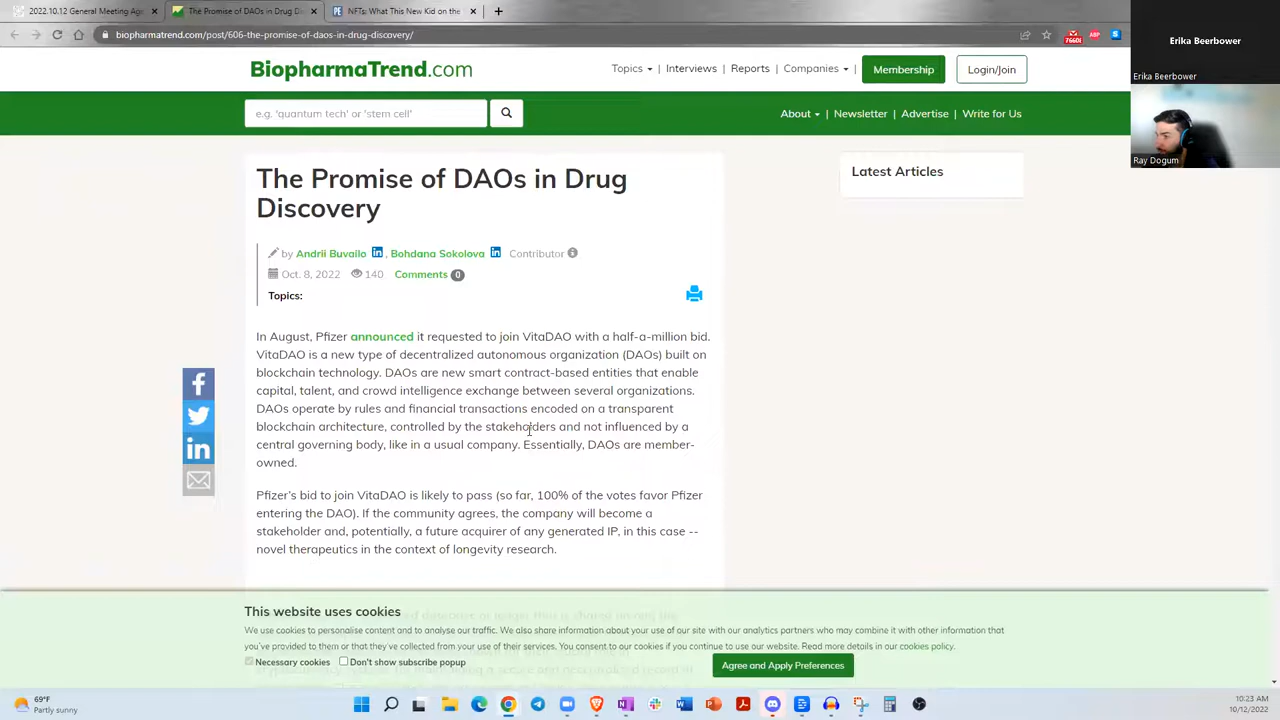 2022.10.12 General Meeting Age
The Promise of DAOs in Drug Di
NFTs: What This New Kid on the
biopharmatrend.com/post/606-the-promise-of-daos-in-drug-discovery/
7660
ABP
Erika Beerbower
Erika Beerbower
Ray Dogum
BiopharmaTrend.com
Topics | Interviews | Reports | Companies | Membership Login/Join
e.g. 'quantum tech' or 'stem cell'
About | Newsletter | Advertise | Write for Us
The Promise of DAOs in Drug
Discovery
by Andrii Buvailo , Bohdana Sokolova Contributor
Oct. 8, 2022 140 Comments 0
Topics:
Latest Articles
In August, Pfizer announced it requested to join VitaDAO with a half-a-million bid.
VitaDAO is a new type of decentralized autonomous organization (DAOs) built on
blockchain technology. DAOs are new smart contract-based entities that enable
capital, talent, and crowd intelligence exchange between several organizations.
DAOs operate by rules and financial transactions encoded on a transparent
blockchain architecture, controlled by the stakeholders and not influenced by a
central governing body, like in a usual company. Essentially, DAOs are member-
owned.
Pfizer's bid to join VitaDAO is likely to pass (so far, 100% of the votes favor Pfizer
entering the DAO). If the community agrees, the company will become a
stakeholder and, potentially, a future acquirer of any generated IP, in this case --
novel therapeutics in the context of longevity research.
This website uses cookies
We use cookies to personalise content and to analyse our traffic. We also share information about your use of our site with our analytics partners who may combine it with other information that
you've provided to them or that they've collected from your use of their services. You consent to our cookies if you continue to use our website. Read more details in our cookies policy.
Necessary cookies Don't show subscribe popup
Agree and Apply Preferences
69°F
Partly sunny
10:23 AM
10/12/2022